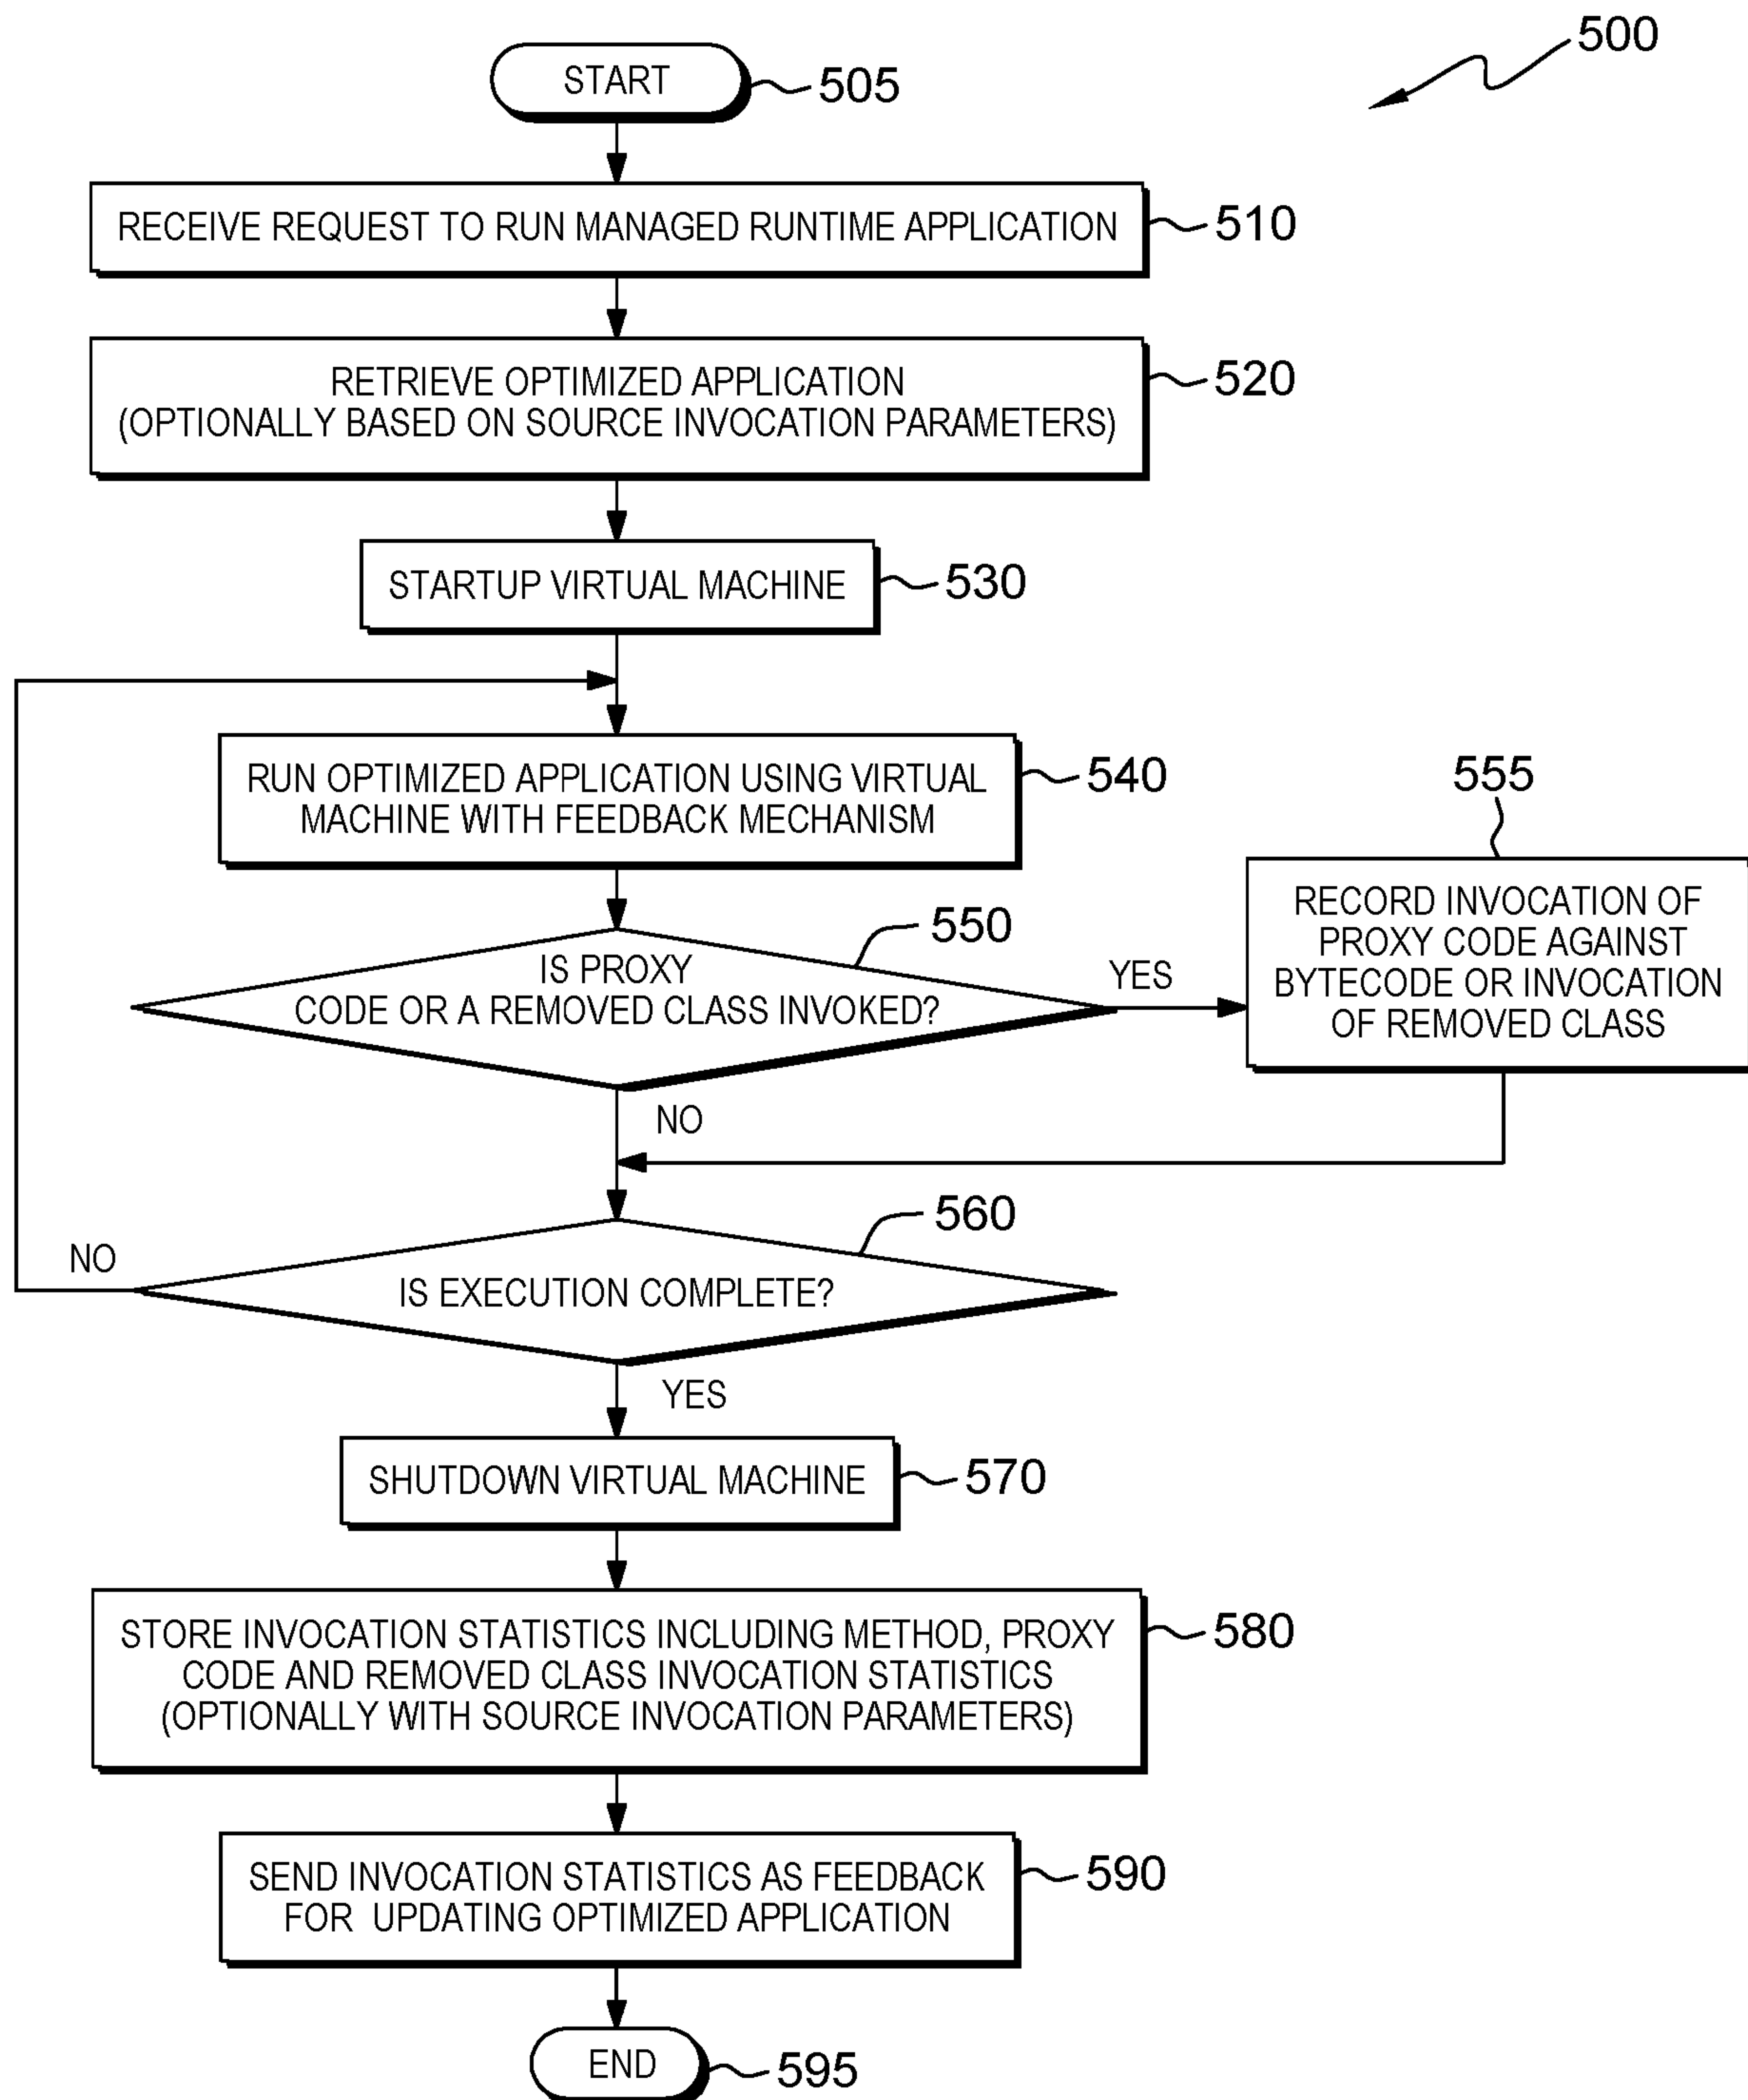 500
START
505
RECEIVE REQUEST TO RUN MANAGED RUNTIME APPLICATION
510
RETRIEVE OPTIMIZED APPLICATION
(OPTIONALLY BASED ON SOURCE INVOCATION PARAMETERS)
520
STARTUP VIRTUAL MACHINE
530
RUN OPTIMIZED APPLICATION USING VIRTUAL
MACHINE WITH FEEDBACK MECHANISM
540
IS PROXY
CODE OR A REMOVED CLASS INVOKED?
550
YES
555
RECORD INVOCATION OF
PROXY CODE AGAINST
BYTECODE OR INVOCATION
OF REMOVED CLASS
NO
IS EXECUTION COMPLETE?
560
NO
YES
SHUTDOWN VIRTUAL MACHINE
570
STORE INVOCATION STATISTICS INCLUDING METHOD, PROXY
CODE AND REMOVED CLASS INVOCATION STATISTICS
(OPTIONALLY WITH SOURCE INVOCATION PARAMETERS)
580
SEND INVOCATION STATISTICS AS FEEDBACK
FOR UPDATING OPTIMIZED APPLICATION
590
END
595